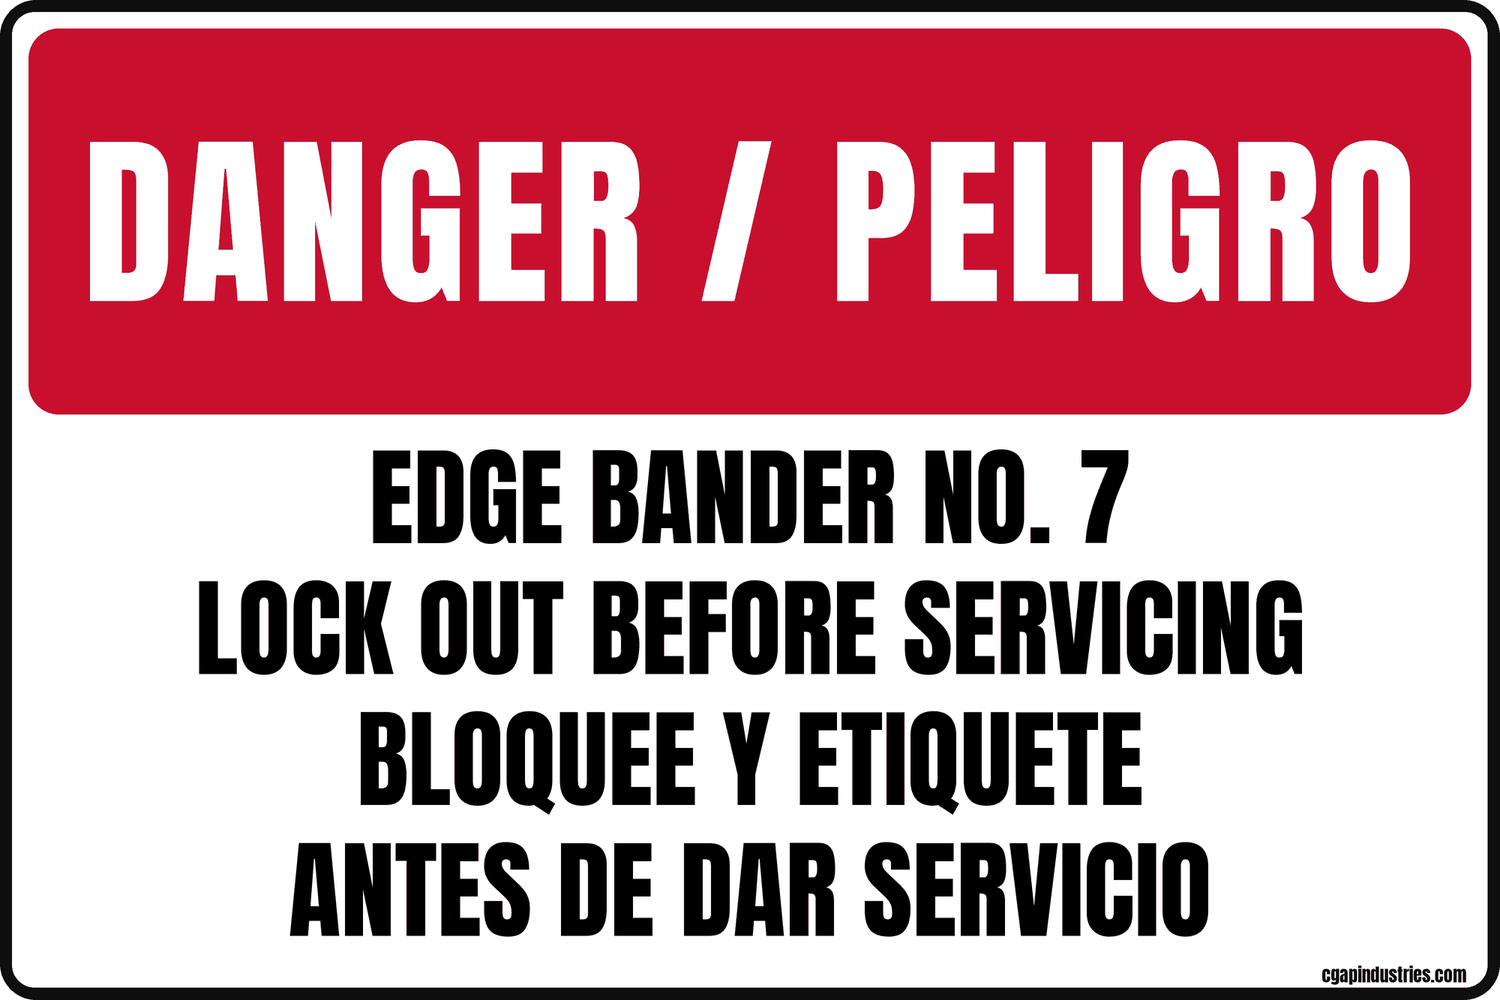 DANGER / PELIGRO
EDGE BANDER NO. 7
LOCK OUT BEFORE SERVICING
BLOQUEE Y ETIQUETE
ANTES DE DAR SERVICIO
cgapindustries.com